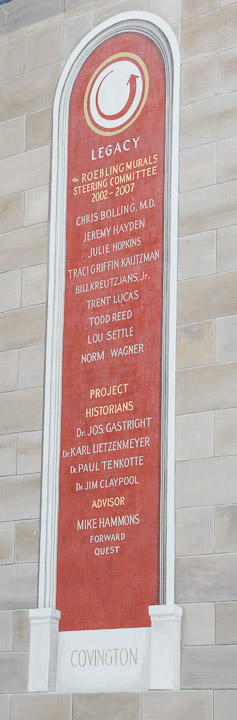 LEGACY
the ROEBLING MURALS
STEERING COMMITTEE
2002-2007
CHRIS BOLLING, M.D.
JEREMY HAYDEN
JULIE HOPKINS
TRACI GRIFFIN KAUTZMAN
BILL KREUTZJANS, Jr.
TRENT LUCAS
TODD REED
LOU SETTLE
NORM WAGNER
PROJECT
HISTORIANS
Dr. JOS. GASTRIGHT
Dr. KARL LIETZENMEYER
Dr. PAUL TENKOTTE
Dr. JIM CLAYPOOL
ADVISOR
MIKE HAMMONS
FORWARD
QUEST
COVINGTON